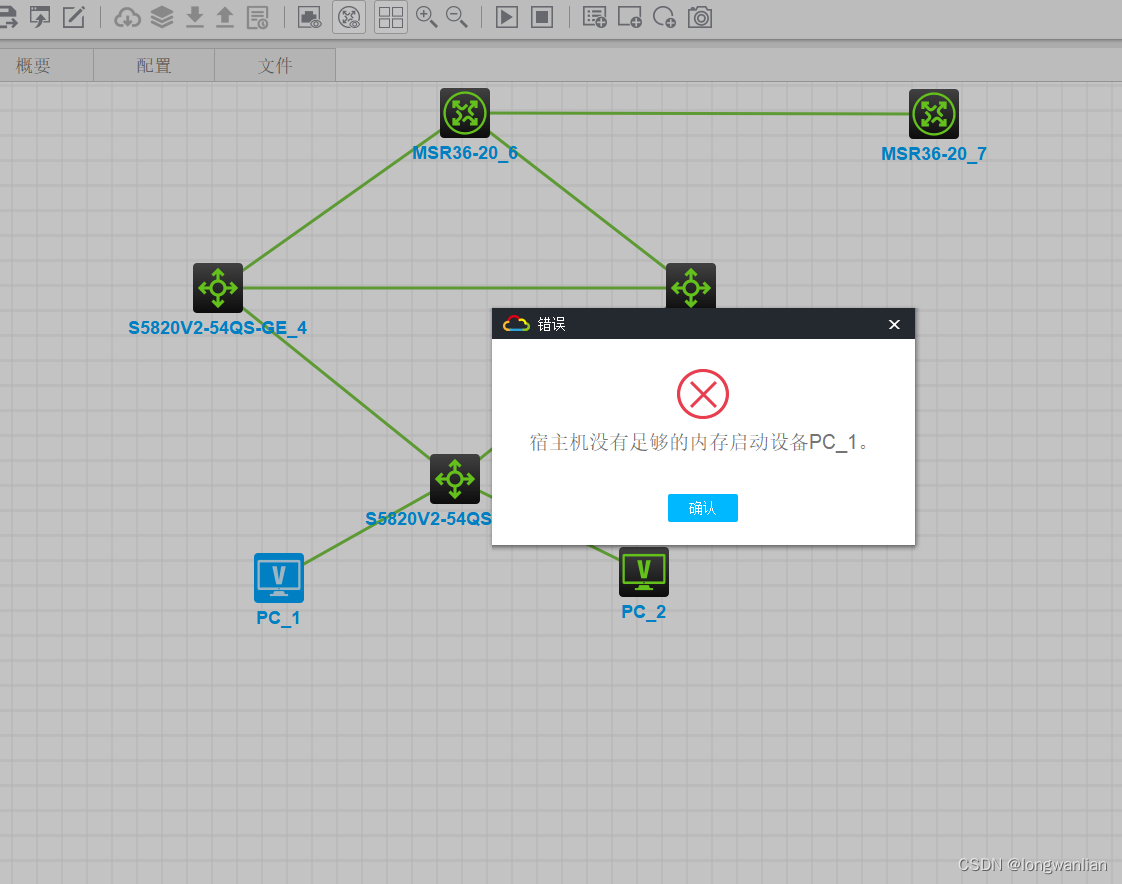 概要 配置 文件
MSR36-20_6
MSR36-20_7
S5820V2-54QS-GE_4
错误
宿主机没有足够的内存启动设备PC_1。
确认
S5820V2-54QS
PC_1
PC_2
CSDN @longwanlian